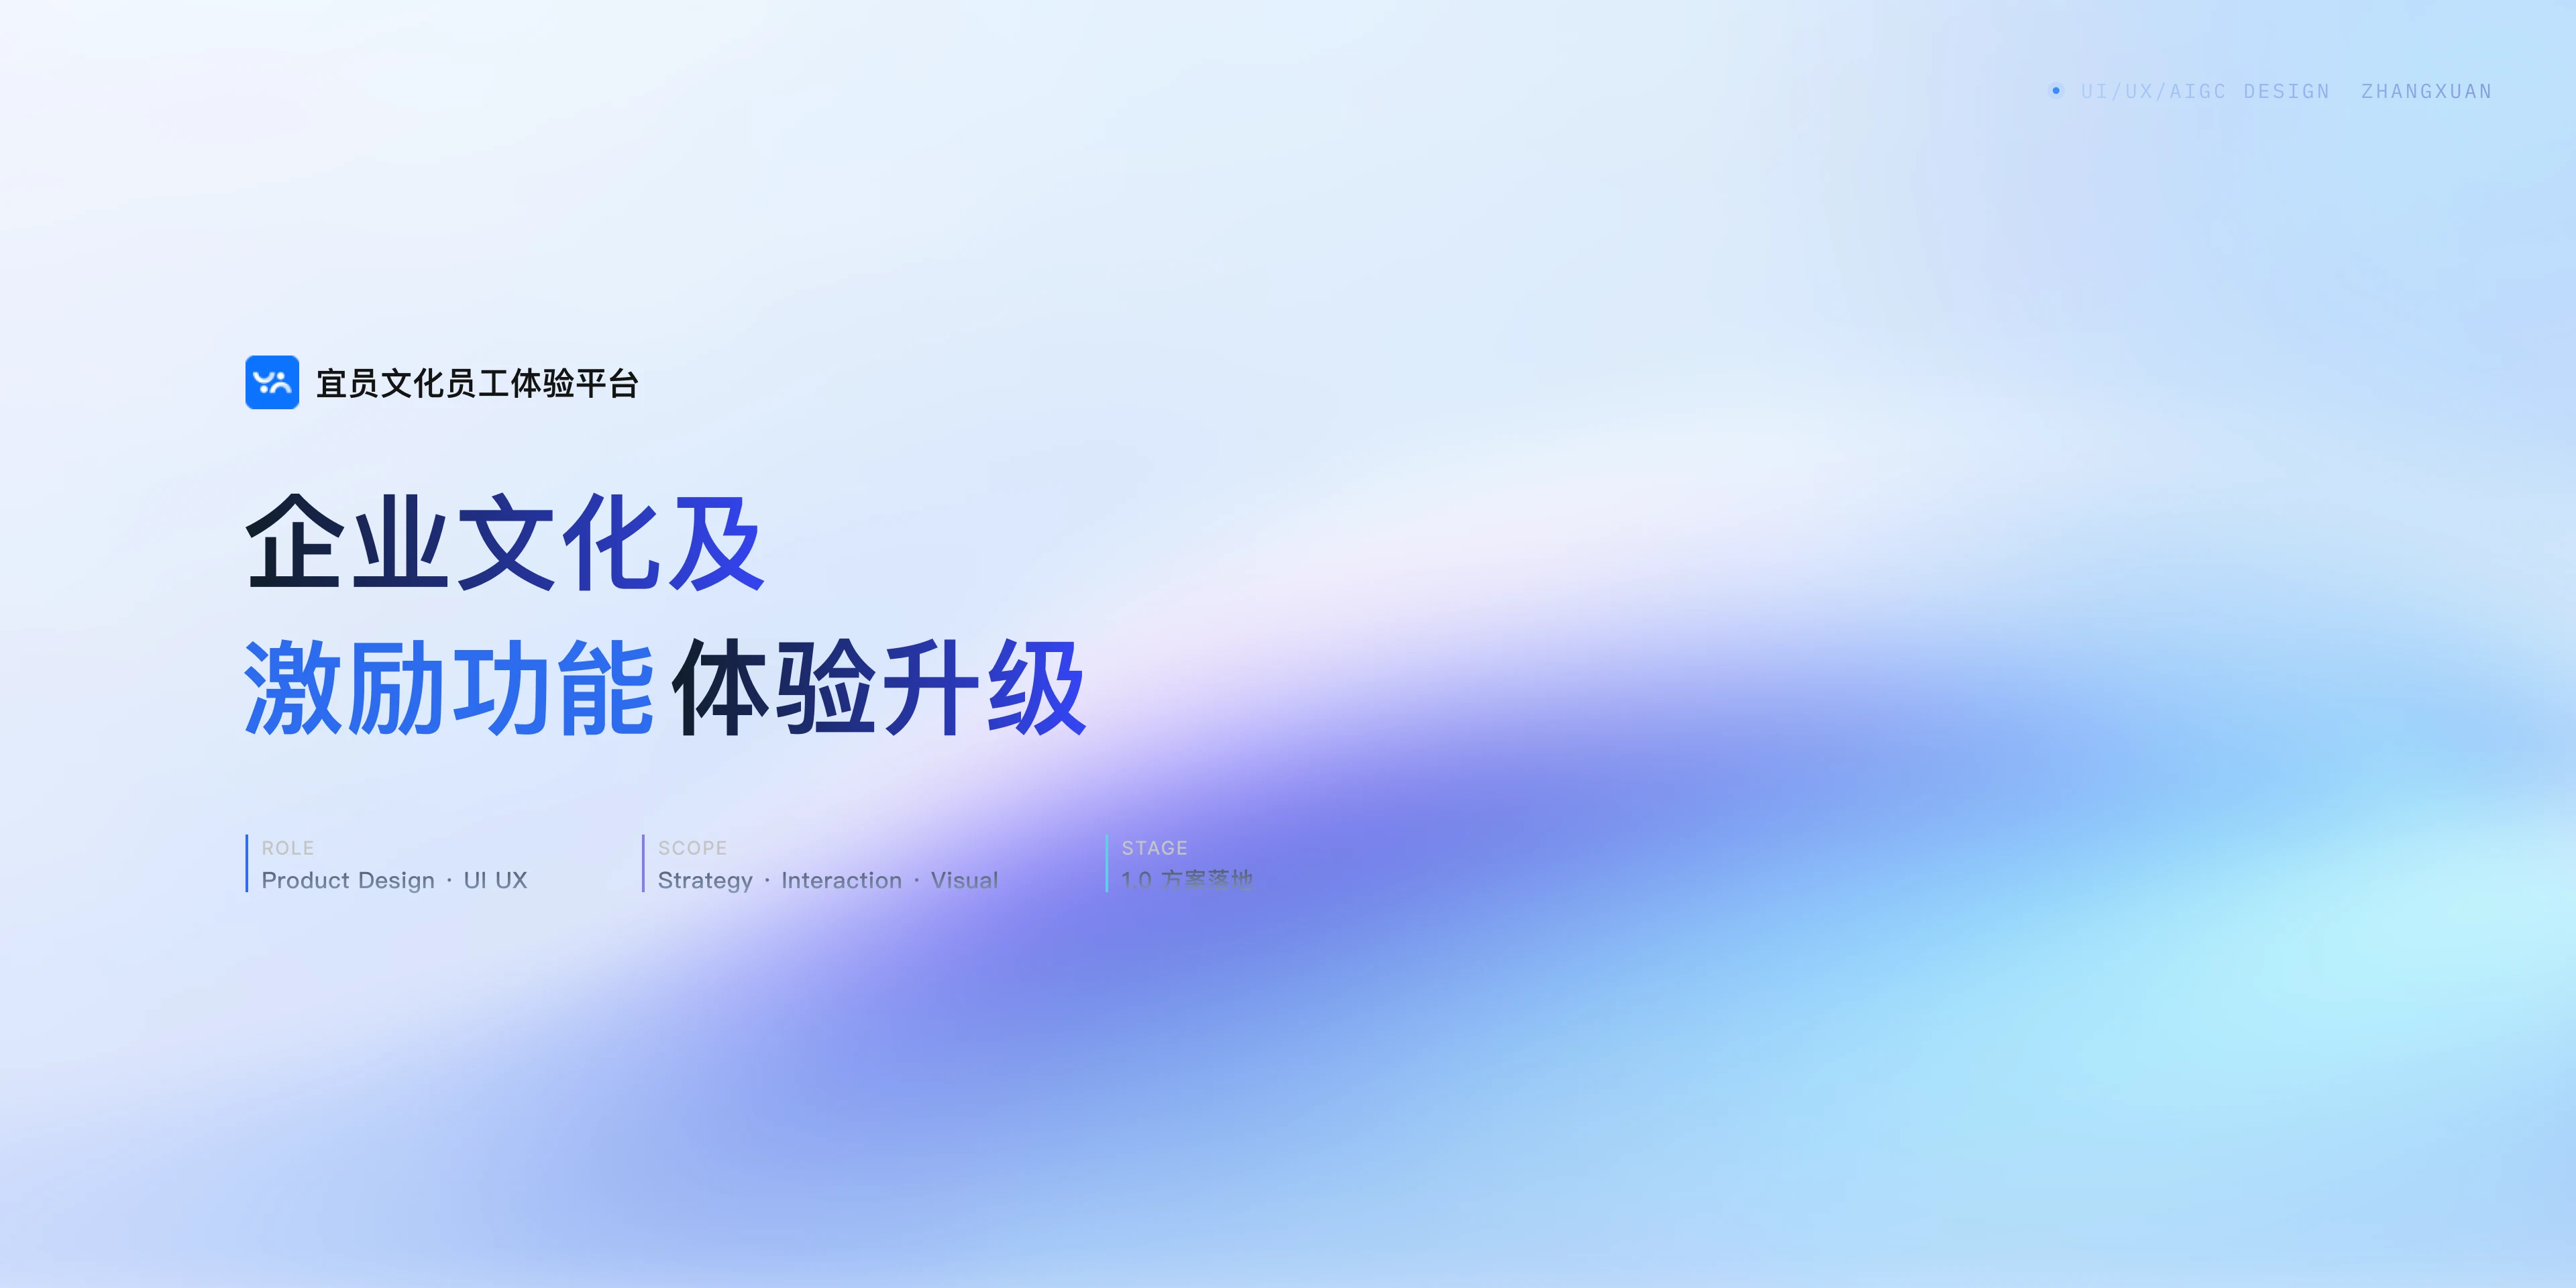 UI/UX/AIGC DESIGN ZHANGXUAN
宜员文化员工体验平台
企业文化及
激励功能 体验升级
ROLE
Product Design · UI UX
SCOPE
Strategy · Interaction · Visual
STAGE
1.0 方案落地